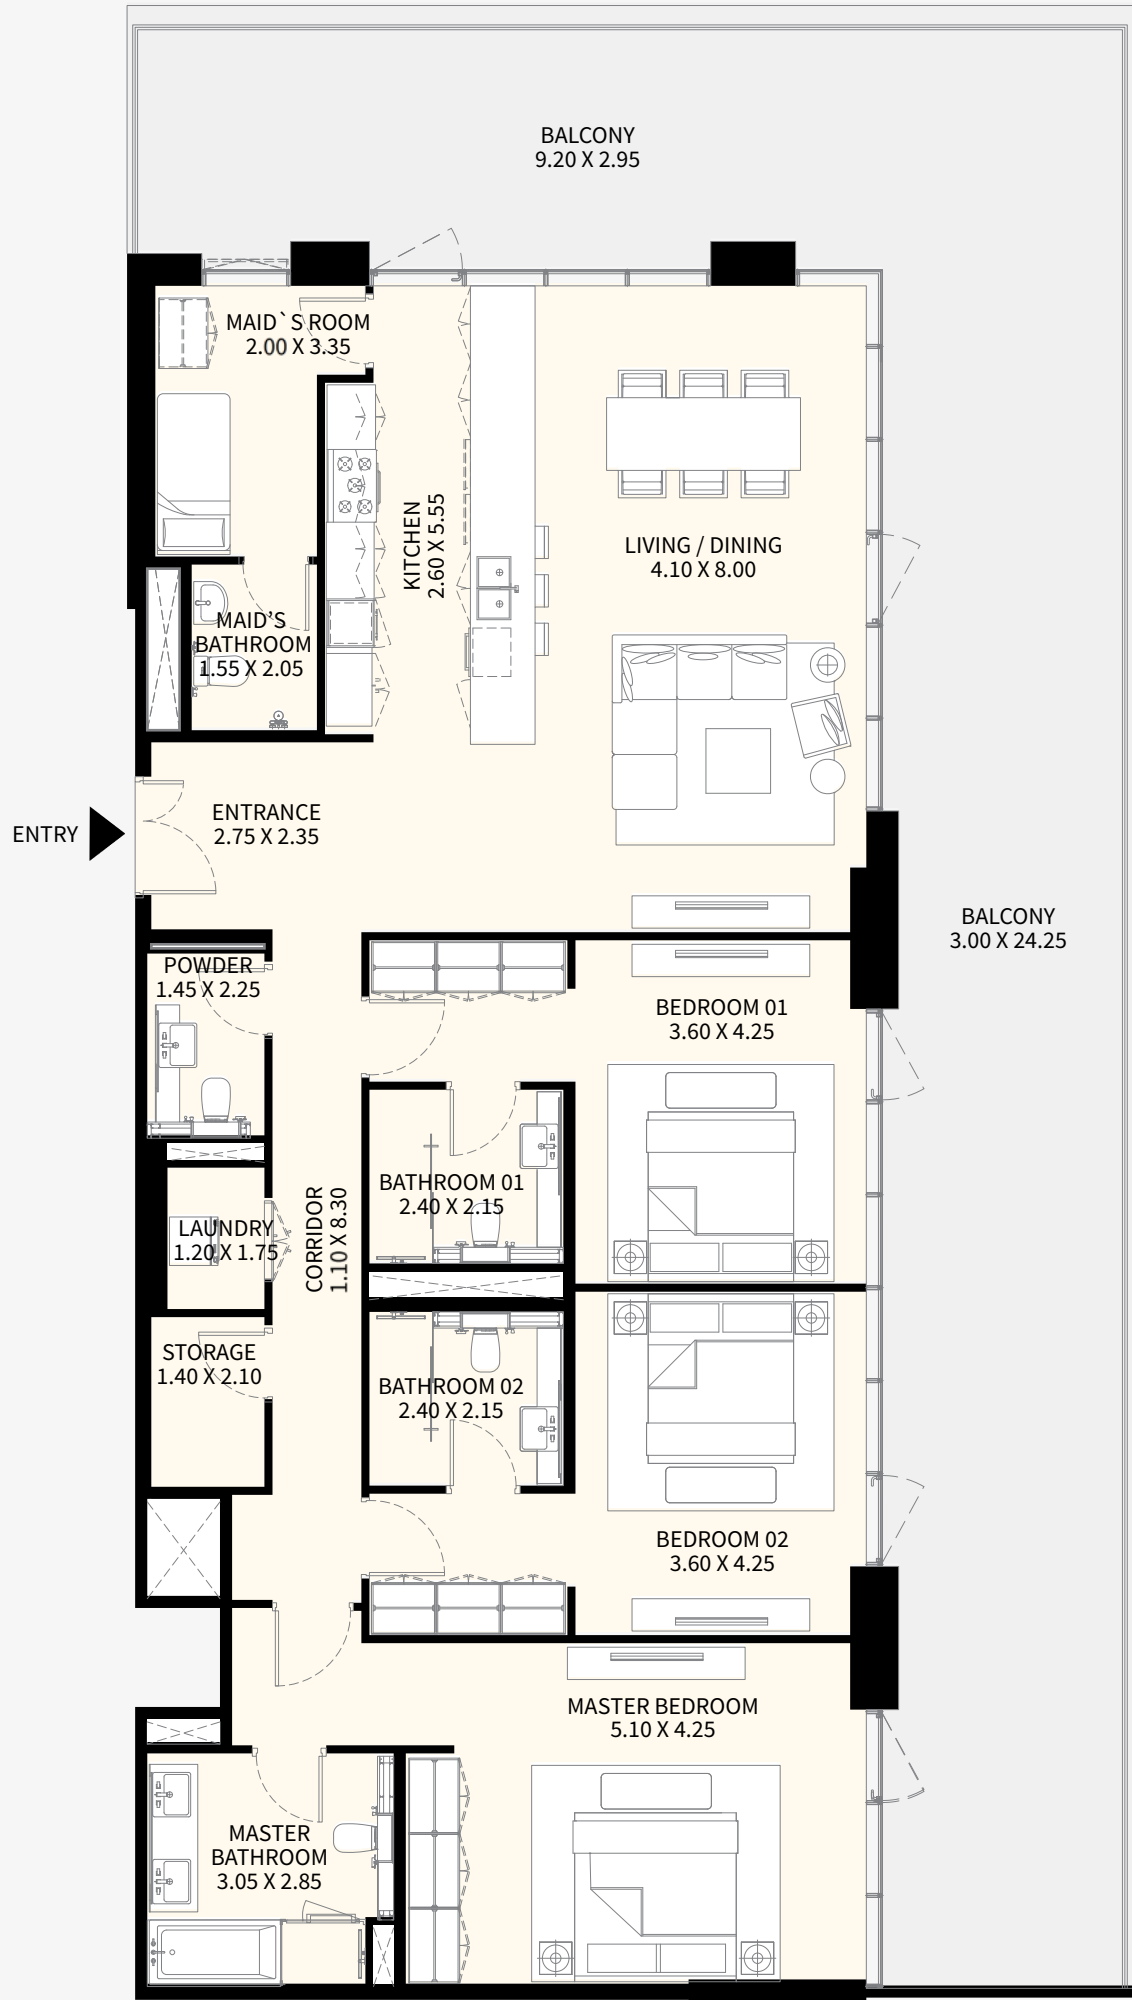 BALCONY
9.20 X 2.95
MAID`S ROOM
2.00 X 3.35
KITCHEN
2.60 X 5.55
LIVING / DINING
4.10 X 8.00
MAID’S
BATHROOM
1.55 X 2.05
ENTRY
ENTRANCE
2.75 X 2.35
BALCONY
3.00 X 24.25
POWDER
1.45 X 2.25
BEDROOM 01
3.60 X 4.25
BATHROOM 01
2.40 X 2.15
LAUNDRY
1.20 X 1.75
CORRIDOR
1.10 X 8.30
STORAGE
1.40 X 2.10
BATHROOM 02
2.40 X 2.15
BEDROOM 02
3.60 X 4.25
MASTER BEDROOM
5.10 X 4.25
MASTER
BATHROOM
3.05 X 2.85